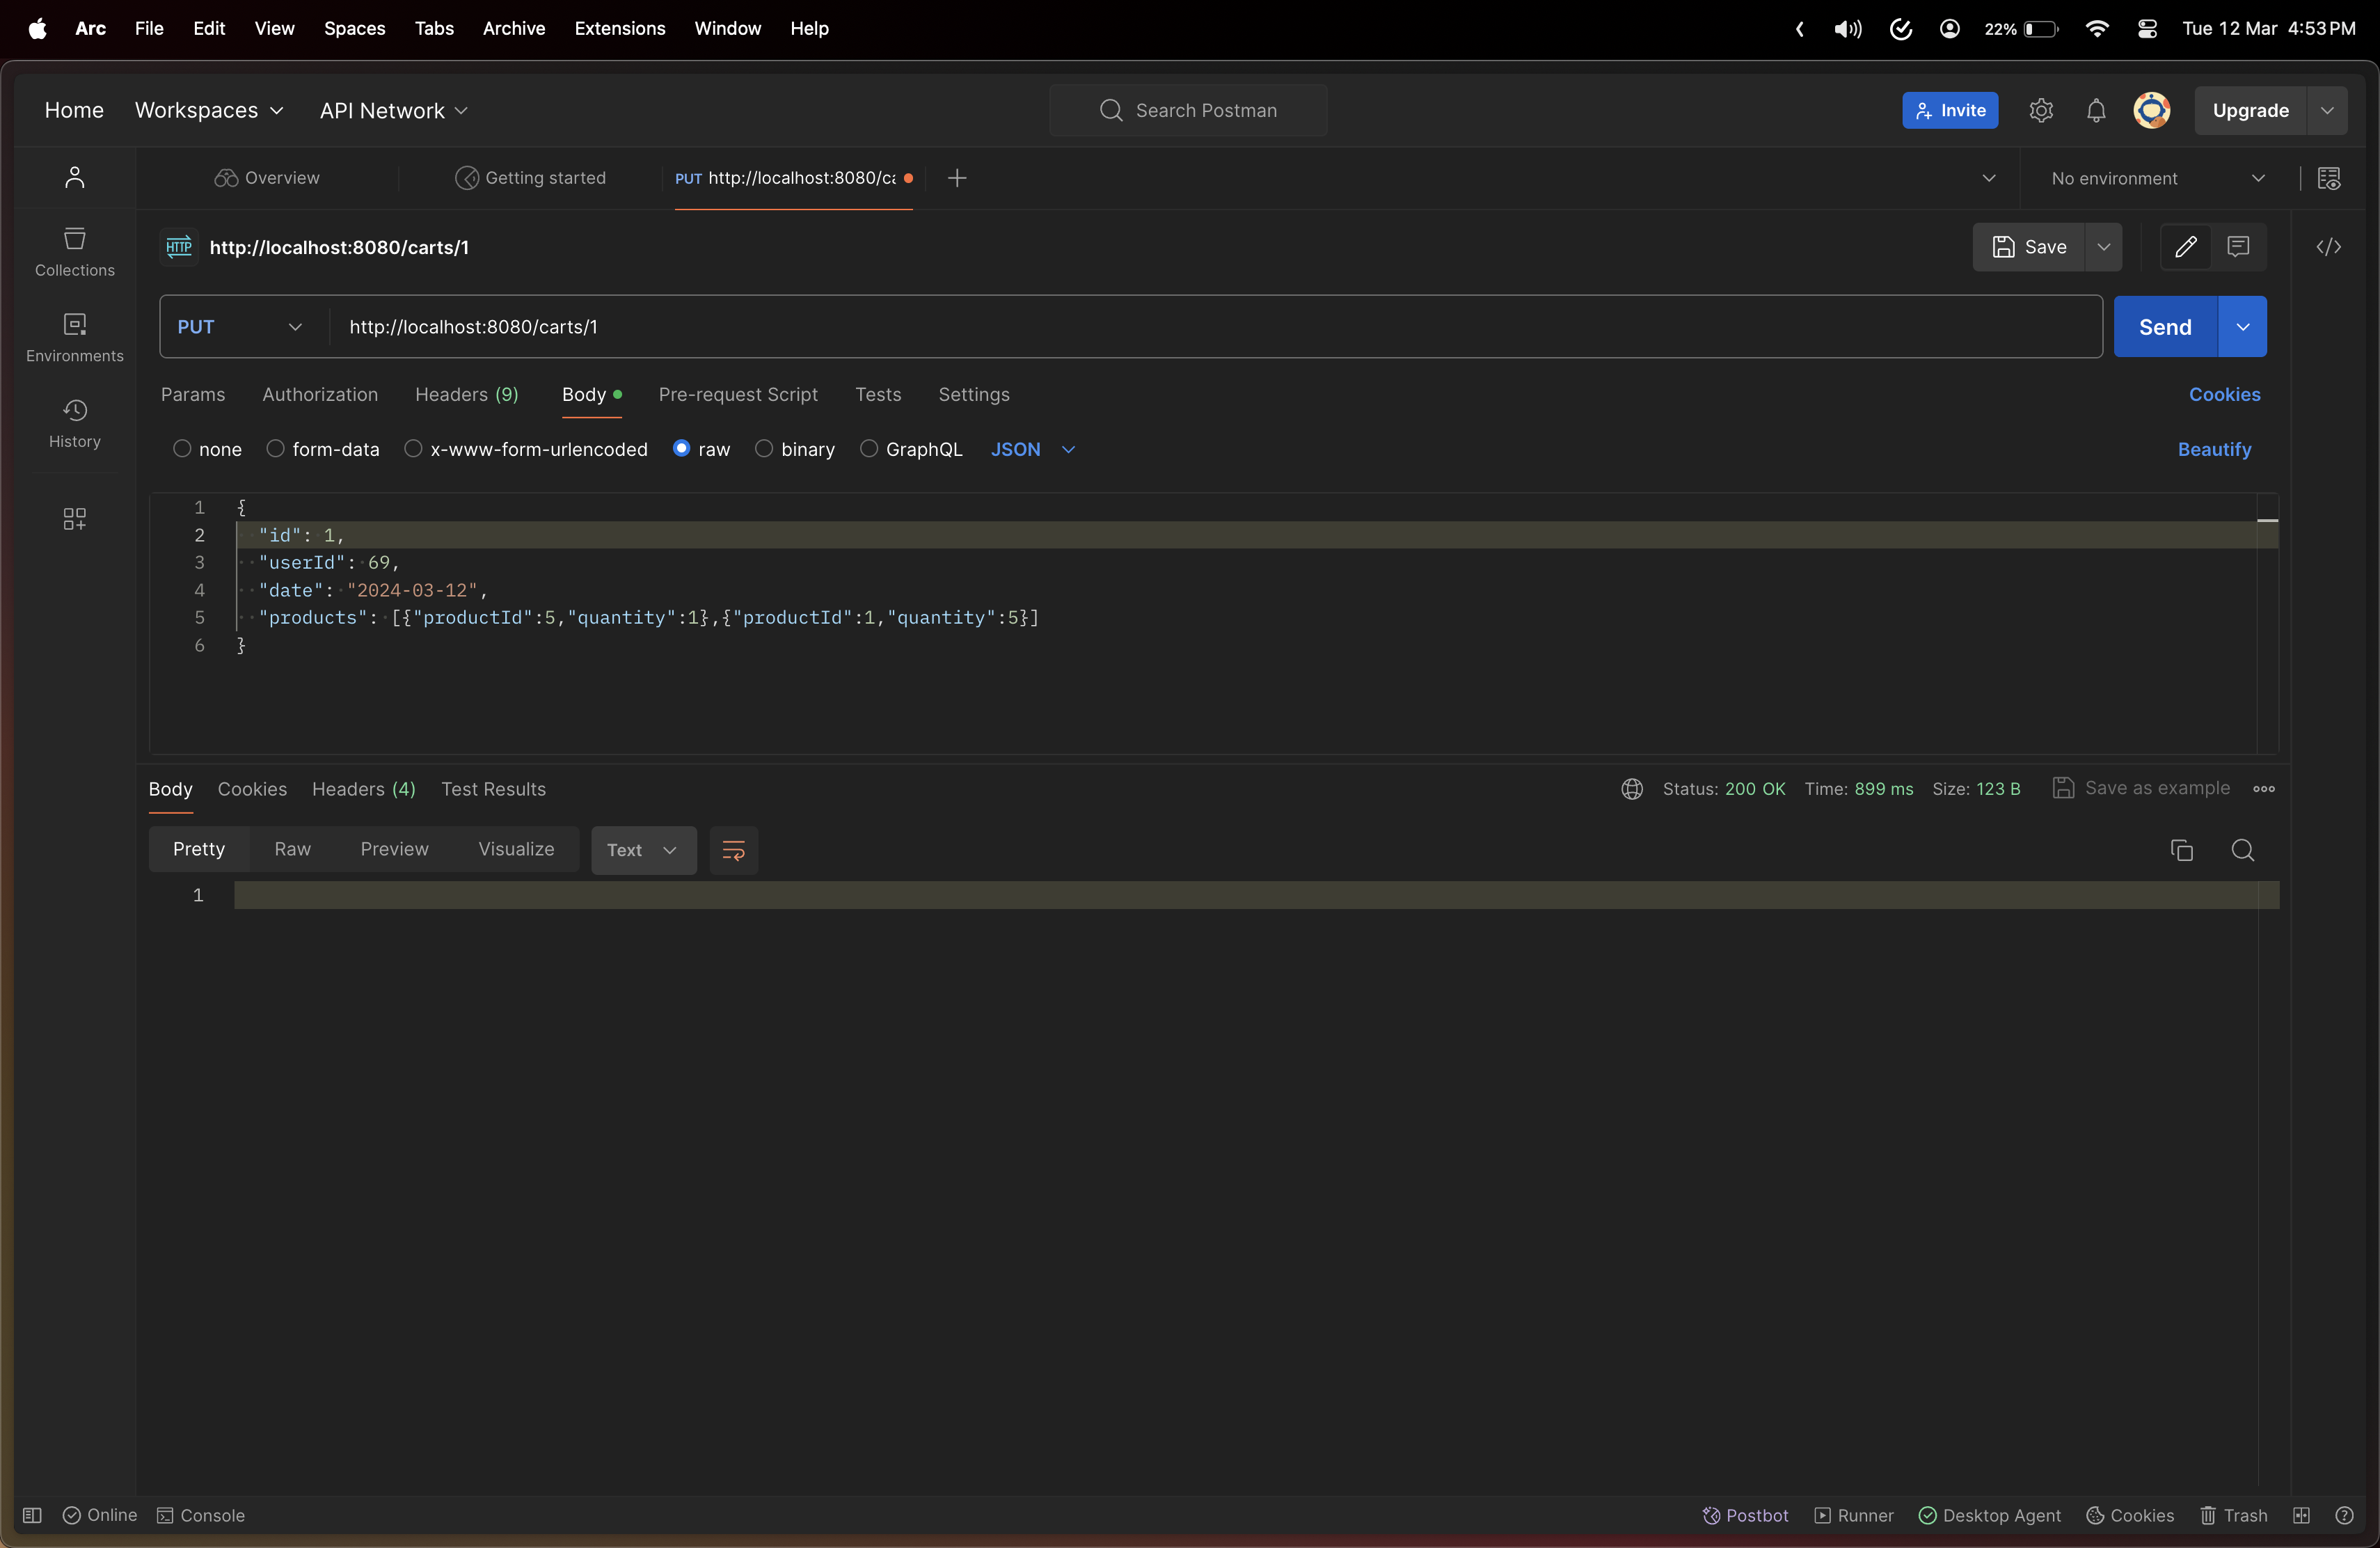 Arc File Edit View Spaces Tabs Archive Extensions Window Help 22% Tue 12 Mar 4:53 PM
Home Workspaces API Network Search Postman Invite Upgrade
Overview Getting started PUT http://localhost:8080/ca No environment
HTTP http://localhost:8080/carts/1 Save
Collections
PUT http://localhost:8080/carts/1 Send
Environments
Params Authorization Headers (9) Body Pre-request Script Tests Settings Cookies
History
none form-data x-www-form-urlencoded raw binary GraphQL JSON Beautify
1 {
2 "id": 1,
3 "userId": 69,
4 "date": "2024-03-12",
5 "products": [{"productId":5,"quantity":1},{"productId":1,"quantity":5}]
6 }
Body Cookies Headers (4) Test Results Status: 200 OK Time: 899 ms Size: 123 B Save as example
Pretty Raw Preview Visualize Text
1
Online Console Postbot Runner Desktop Agent Cookies Trash